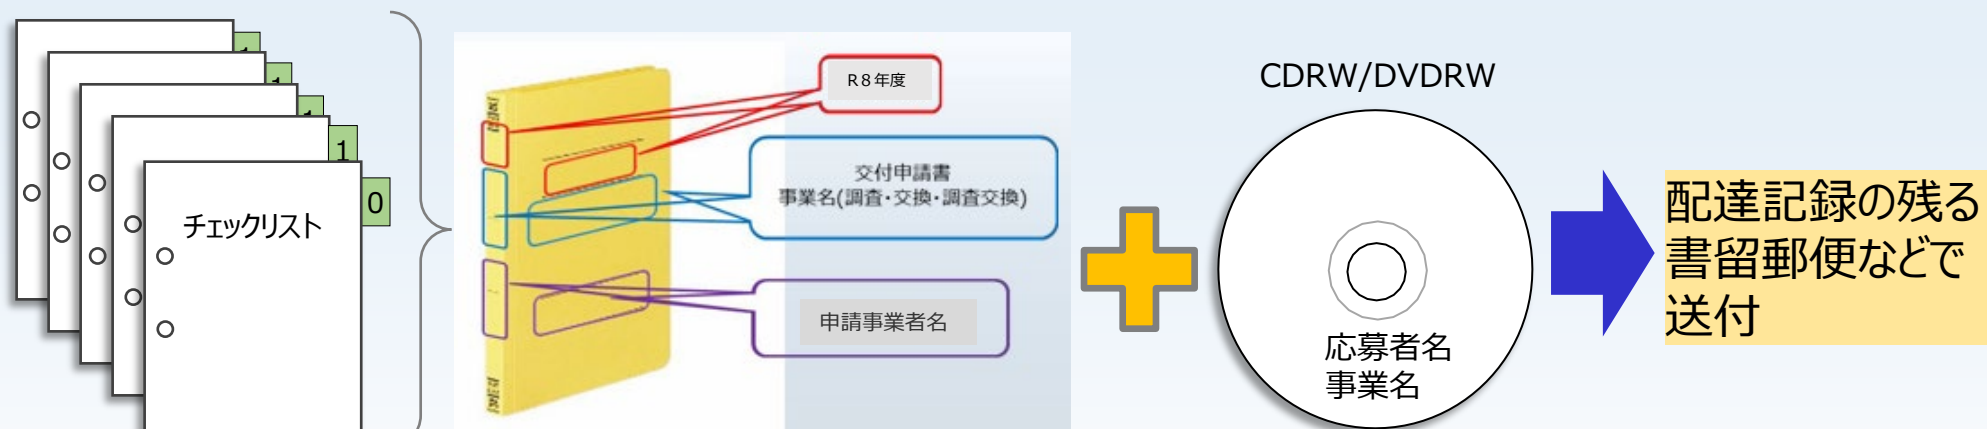 1
1
1
1
0
チェックリスト
R８年度
交付申請書
事業名(調査・交換・調査交換)
申請事業者名
CDRW/DVDRW
応募者名
事業名
配達記録の残る
書留郵便などで
送付